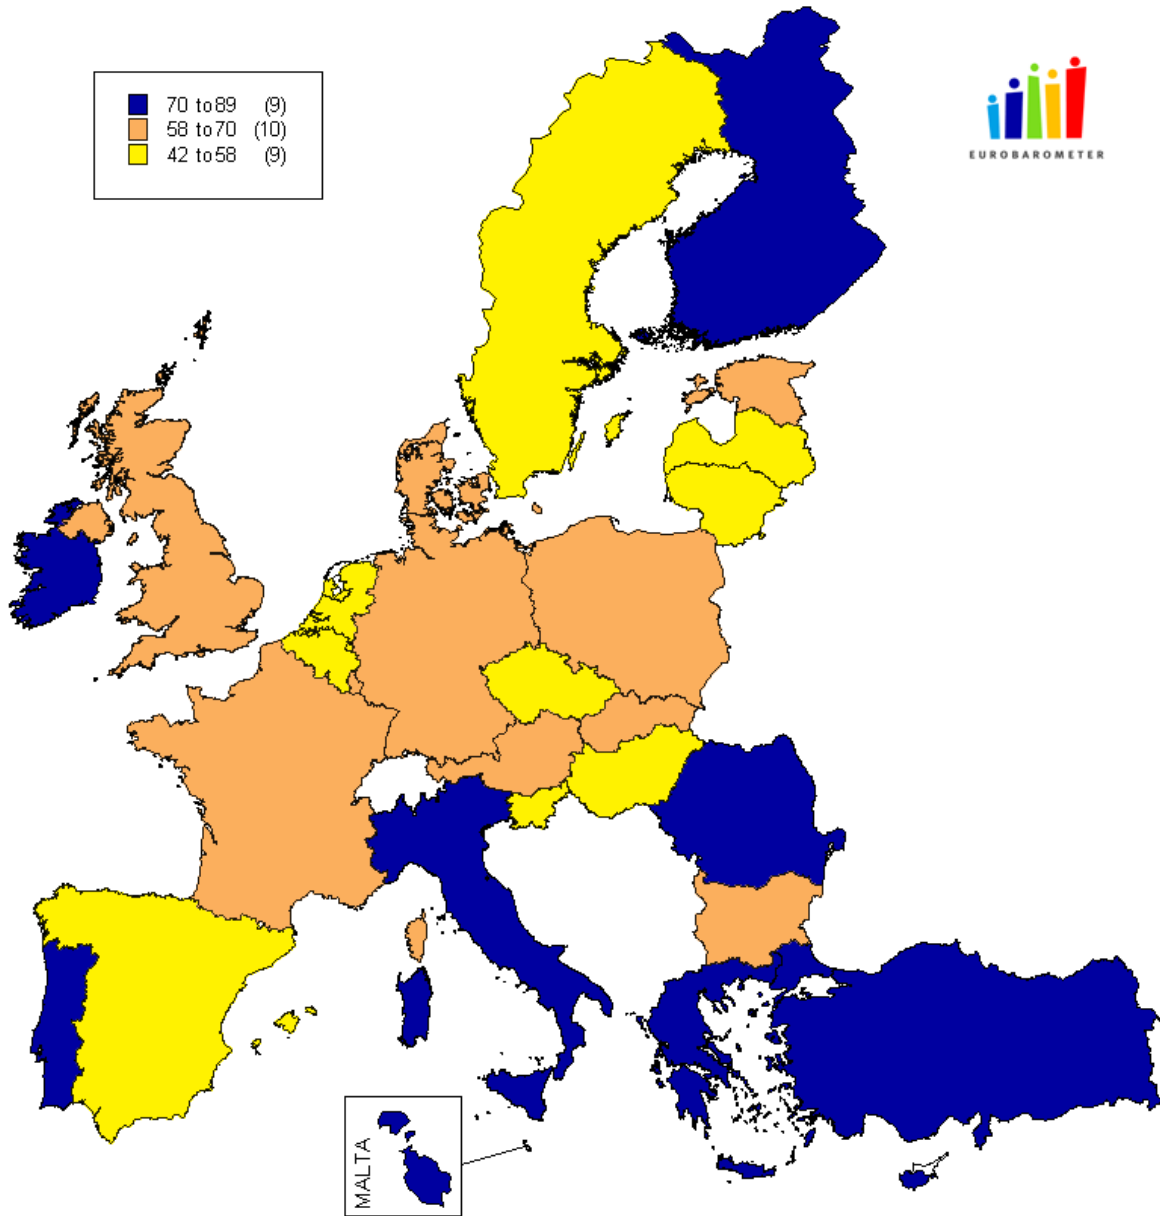 70 to 89 (9)
58 to 70 (10)
42 to 58 (9)
EUROBAROMETER
MALTA